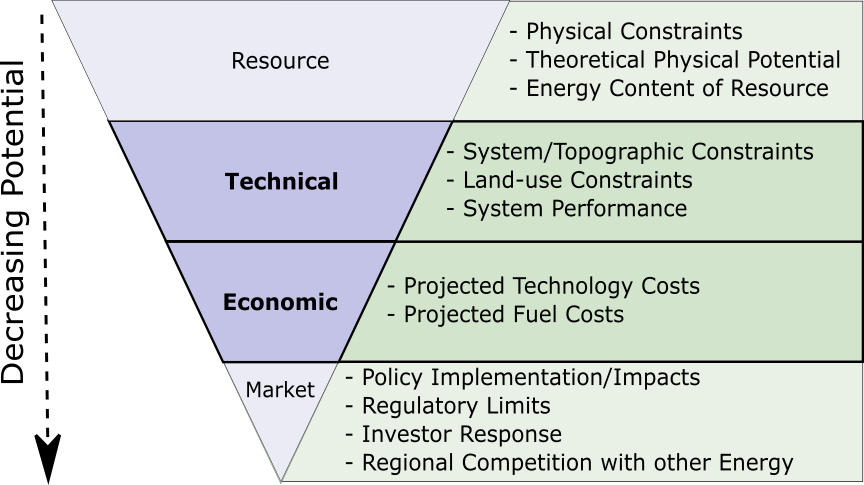 Decreasing Potential
Resource
- Physical Constraints
- Theoretical Physical Potential
- Energy Content of Resource
Technical
- System/Topographic Constraints
- Land-use Constraints
- System Performance
Economic
- Projected Technology Costs
- Projected Fuel Costs
Market
- Policy Implementation/Impacts
- Regulatory Limits
- Investor Response
- Regional Competition with other Energy